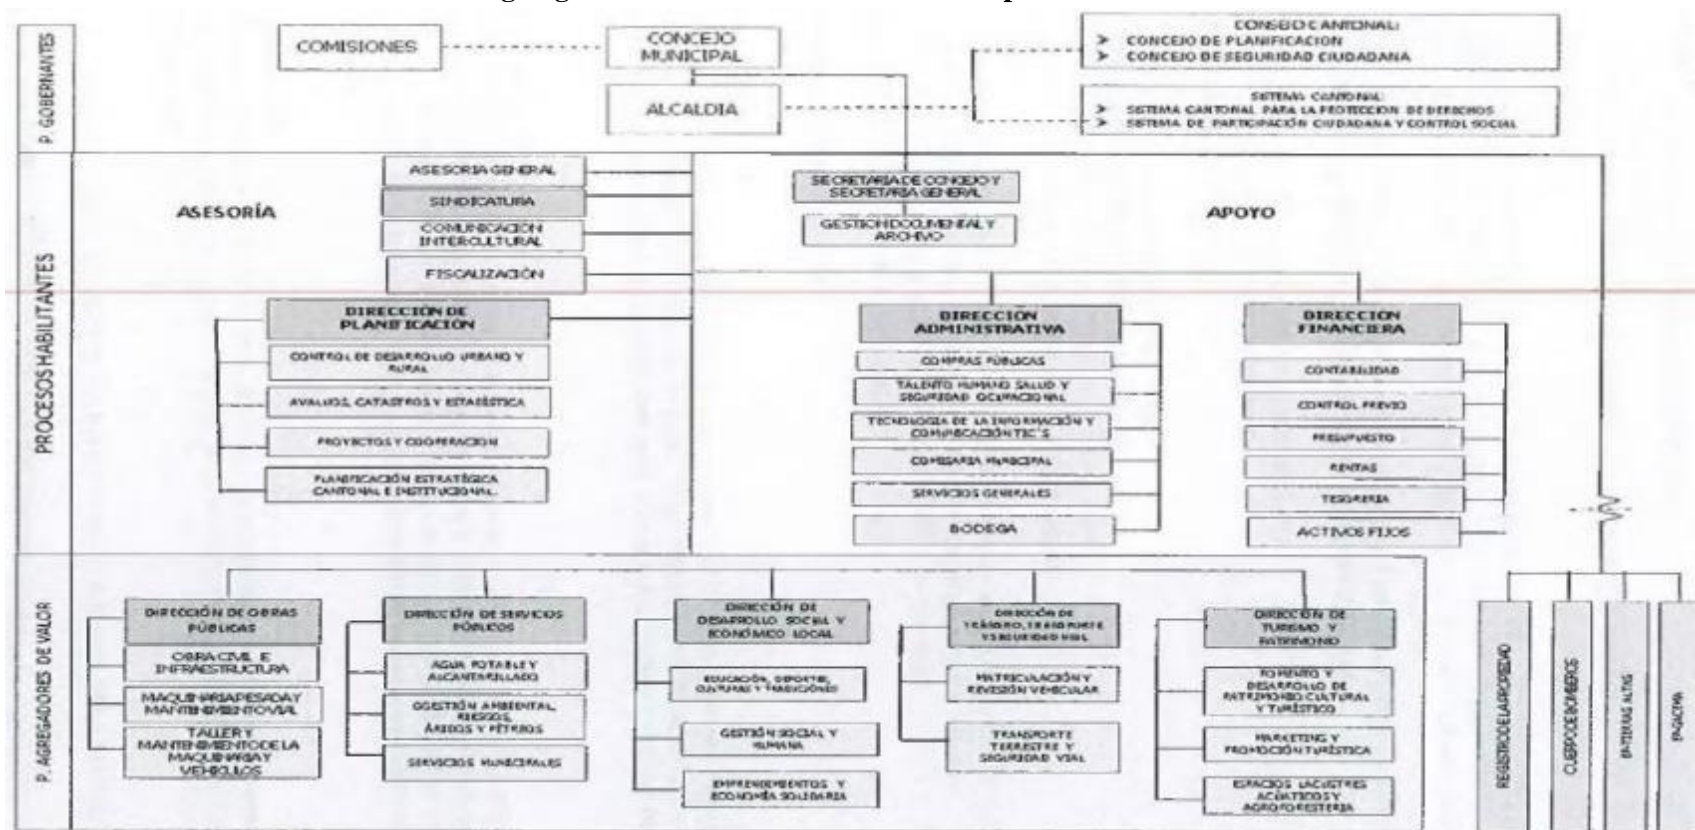 P. GOBERNANTES
COMISIONES
CONCEJO
MUNICIPAL
ALCALDIA
CONSEJO CANTONAL:
➤ CONCEJO DE PLANIFICACION
➤ CONCEJO DE SEGURIDAD CIUDADANA
SISTEMA CANTONAL:
➤ SISTEMA CANTONAL PARA LA PROTECCION DE DERECHOS
➤ SISTEMA DE PARTICIPACIÓN CIUDADANA Y CONTROL SOCIAL
PROCESOS HABILITANTES
ASESORÍA
ASESORIA GENERAL
SINDICATURA
COMUNICACIÓN
INTERCULTURAL
FISCALIZACIÓN
SECRETARIA DE CONCEJO Y
SECRETARIA GENERAL
GESTION DOCUMENTAL Y
ARCHIVO
APOYO
DIRECCIÓN DE
PLANIFICACIÓN
CONTROL DE DESARROLLO URBANO Y
RURAL
AVALUOS, CATASTROS Y ESTADÍSTICA
PROYECTOS Y COOPERACION
PLANIFICACIÓN ESTRATÉGICA
CANTONAL E INSTITUCIONAL.
DIRECCIÓN
ADMINISTRATIVA
COMPRAS PÚBLICAS
TALENTO HUMANO SALUD Y
SEGURIDAD OCUPACIONAL
TECNOLOGIA DE LA INFORMACIÓN Y
COMUNICACIÓN TIC`S
COMISARIA MUNICIPAL
SERVICIOS GENERALES
BODEGA
DIRECCIÓN
FINANCIERA
CONTABILIDAD
CONTROL PREVIO
PRESUPUESTO
RENTAS
TESORERIA
ACTIVOS FIJOS
P. AGREGADORES DE VALOR
DIRECCIÓN DE OBRAS
PÚBLICAS
OBRA CIVIL E
INFRAESTRUCTURA
MAQUINARIA PESADA Y
MANTENIMIENTO VIAL
TALLER Y
MANTENIMIENTO DE LA
MAQUINARIA Y
VEHÍCULOS
DIRECCIÓN DE SERVICIOS
PÚBLICOS
AGUA POTABLE Y
ALCANTARILLADO
GGESTIÓN AMBIENTAL,
RIESGOS,
ÁRIDOS Y PÉTRIOS
SERVICIOS MUNICIPALES
DIRECCIÓN DE
DESARROLLO SOCIAL Y
ECONÓMICO LOCAL
EDUCACIÓN, DEPORTES,
CULTURAS Y TRADICIONES
GESTIÓN SOCIAL Y
HUMANA
EMPRENDIMIENTOS Y
ECONOMÍA SOLIDARIA
DIRECCIÓN DE
TRÁNSITO, TRANSPORTE
Y SEGURIDAD VIAL
MATRICULACIÓN Y
REVISIÓN VEHICULAR
TRANSPORTE
TERRESTRE Y
SEGURIDAD VIAL
DIRECCIÓN DE
TURISMO Y
PATRIMONIO
FOMENTO Y
DESARROLLO DE
PATRIMONIO CULTURAL
Y TURÍSTICO
MARKETING Y
PROMOCIÓN TURÍSTICA
ESPACIOS LACUSTRES
ACUÁTICOS Y
AGROFORESTERIA
REGISTRO DE LA PROPIEDAD
CUERPO DE BOMBEROS